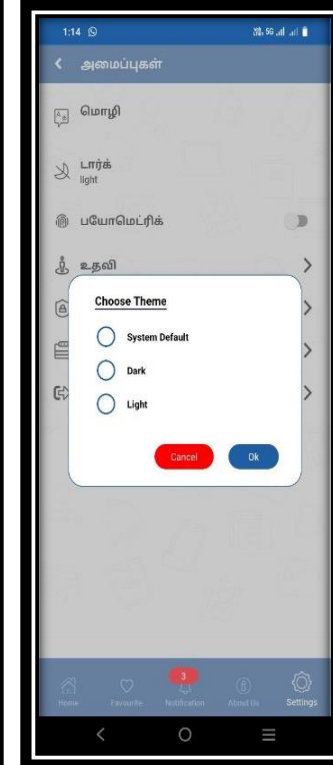 1:14
5G
அமைப்புகள்
மொழி
டார்க்
light
பயோமெட்ரிக்
உதவி
Choose Theme
System Default
Dark
Light
Cancel
Ok
3
Home
Favourite
Notification
About Us
Settings